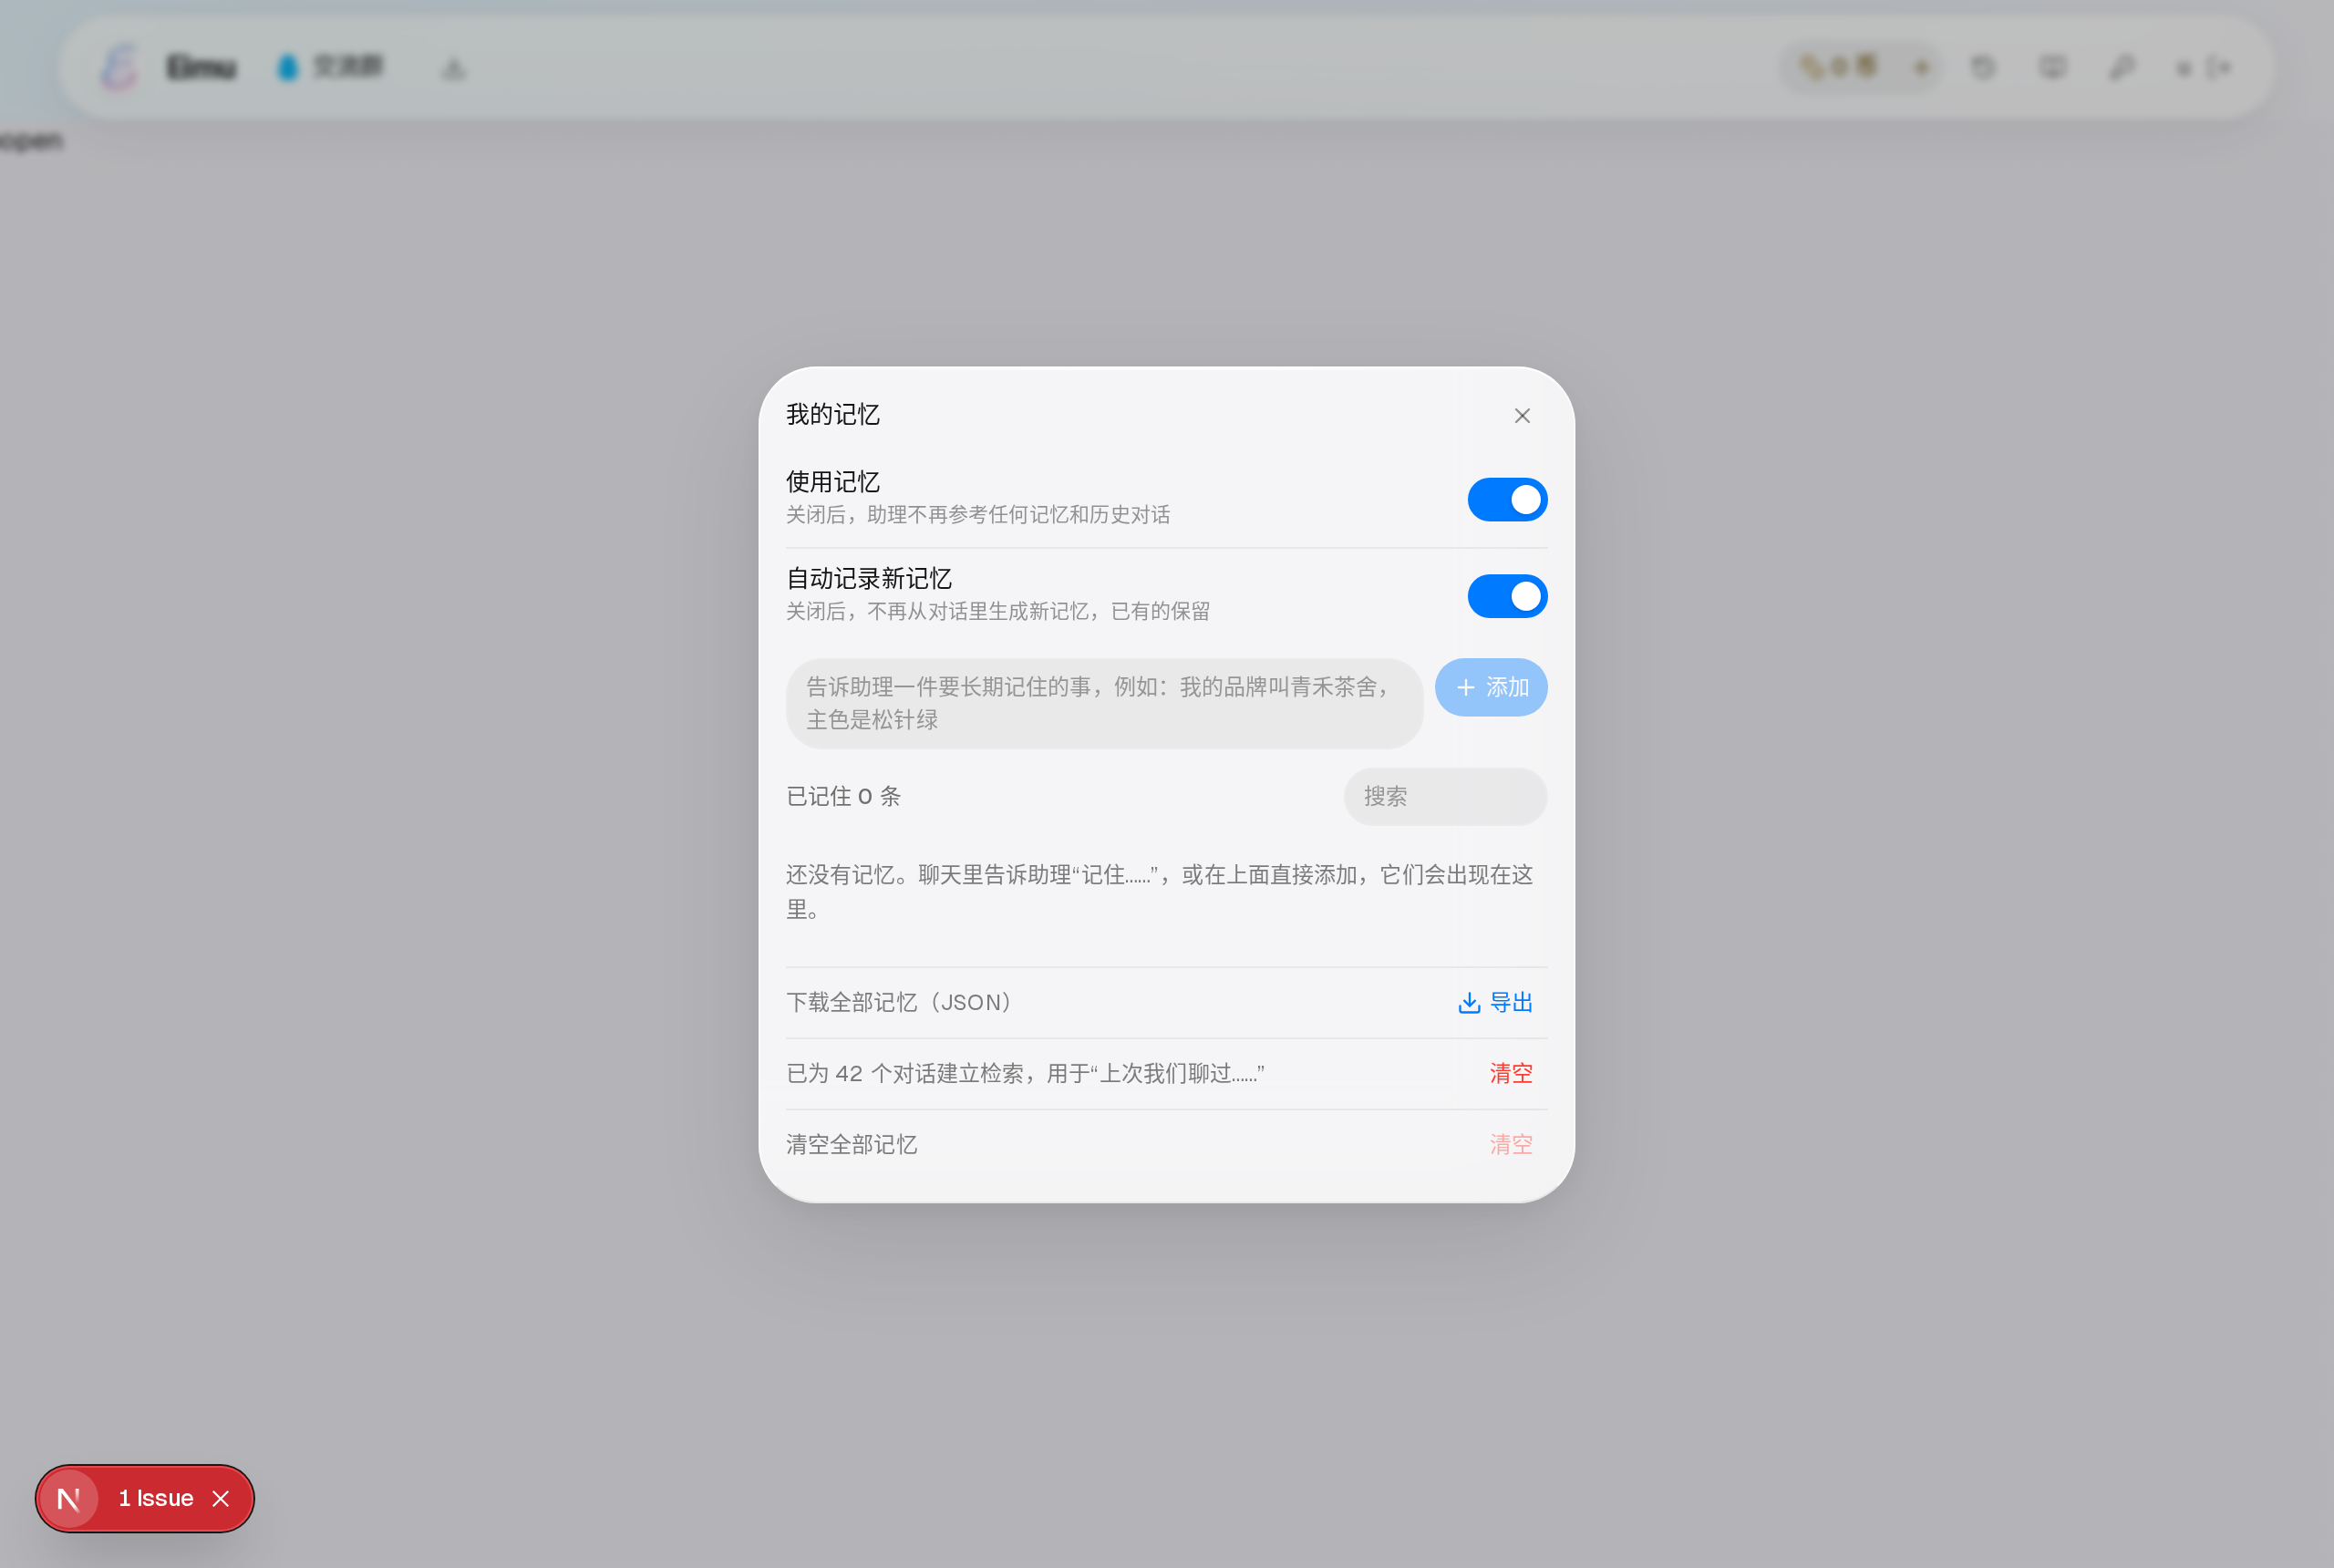 Eimu
交流群
0 币
open
我的记忆
使用记忆
关闭后，助理不再参考任何记忆和历史对话
自动记录新记忆
关闭后，不再从对话里生成新记忆，已有的保留
告诉助理一件要长期记住的事，例如：我的品牌叫青禾茶舍，
主色是松针绿
添加
已记住 0 条
搜索
还没有记忆。聊天里告诉助理“记住……”，或在上面直接添加，它们会出现在这
里。
下载全部记忆（JSON）
导出
已为 42 个对话建立检索，用于“上次我们聊过……”
清空
清空全部记忆
清空
1 Issue